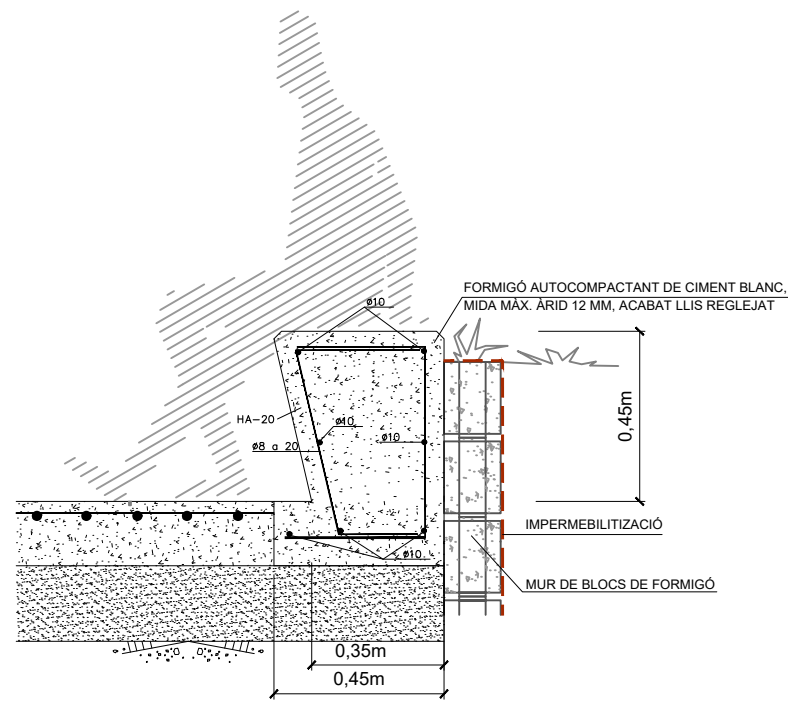 ø10
FORMIGÓ AUTOCOMPACTANT DE CIMENT BLANC,
MIDA MÀX. ÀRID 12 MM, ACABAT LLIS REGLEJAT
HA-20
ø10
ø10
ø8 a 20
0,45m
ø10
IMPERMEBILITIZACIÓ
MUR DE BLOCS DE FORMIGÓ
0,35m
0,45m